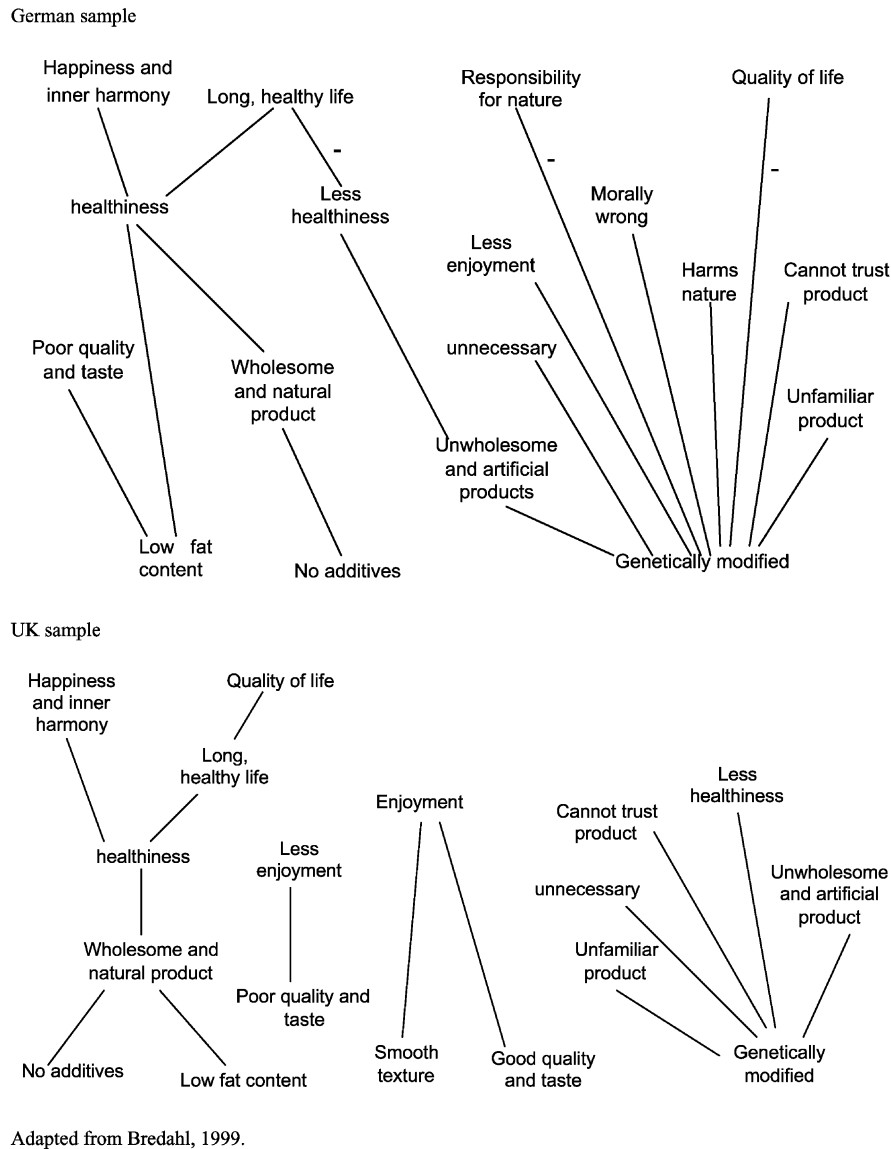 German sample
Happiness and
inner harmony
Long, healthy life
Responsibility
for nature
Quality of life
-
-
-
healthiness
Less
healthiness
Morally
wrong
Less
enjoyment
Harms
nature
Cannot trust
product
Poor quality
and taste
Wholesome
and natural
product
unnecessary
Unfamiliar
product
Unwholesome
and artificial
products
Low fat
content
No additives
Genetically modified
UK sample
Happiness
and inner
harmony
Quality of life
Long,
healthy life
Enjoyment
Less
healthiness
Cannot trust
product
healthiness
Less
enjoyment
unnecessary
Unwholesome
and artificial
product
Wholesome and
natural product
Poor quality and
taste
Unfamiliar
product
No additives
Low fat content
Smooth
texture
Good quality
and taste
Genetically
modified
Adapted from Bredahl, 1999.